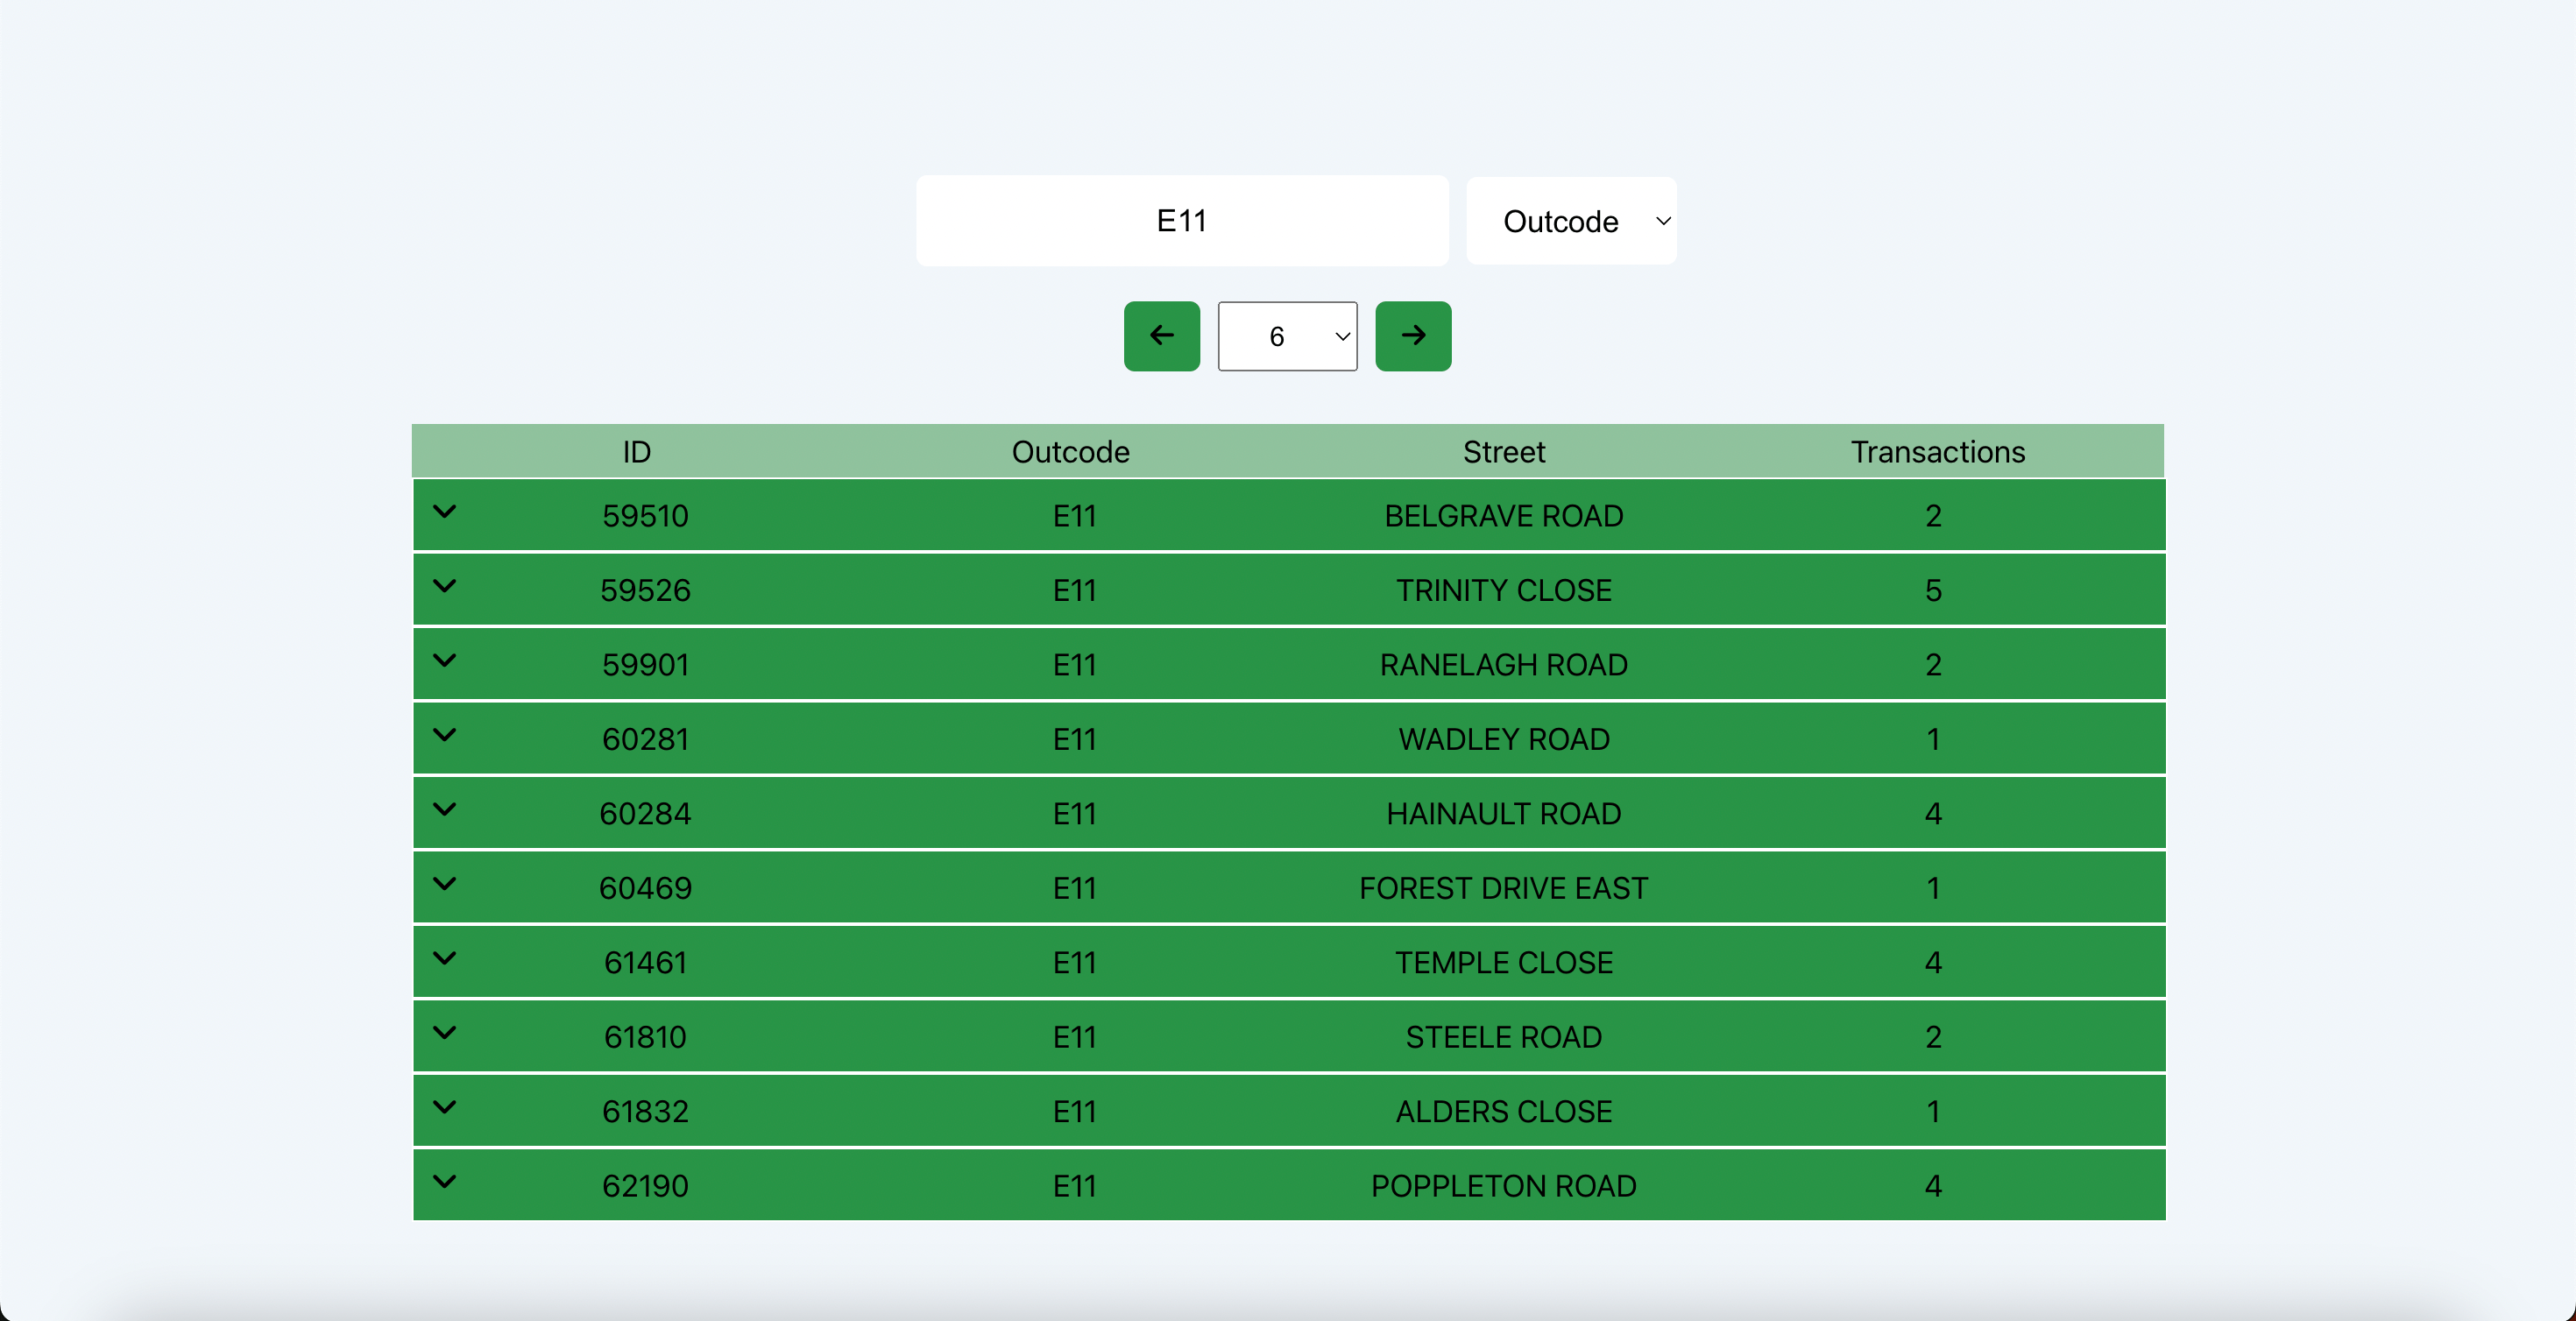 E11 Outcode
6
ID Outcode Street Transactions
59510 E11 BELGRAVE ROAD 2
59526 E11 TRINITY CLOSE 5
59901 E11 RANELAGH ROAD 2
60281 E11 WADLEY ROAD 1
60284 E11 HAINAULT ROAD 4
60469 E11 FOREST DRIVE EAST 1
61461 E11 TEMPLE CLOSE 4
61810 E11 STEELE ROAD 2
61832 E11 ALDERS CLOSE 1
62190 E11 POPPLETON ROAD 4